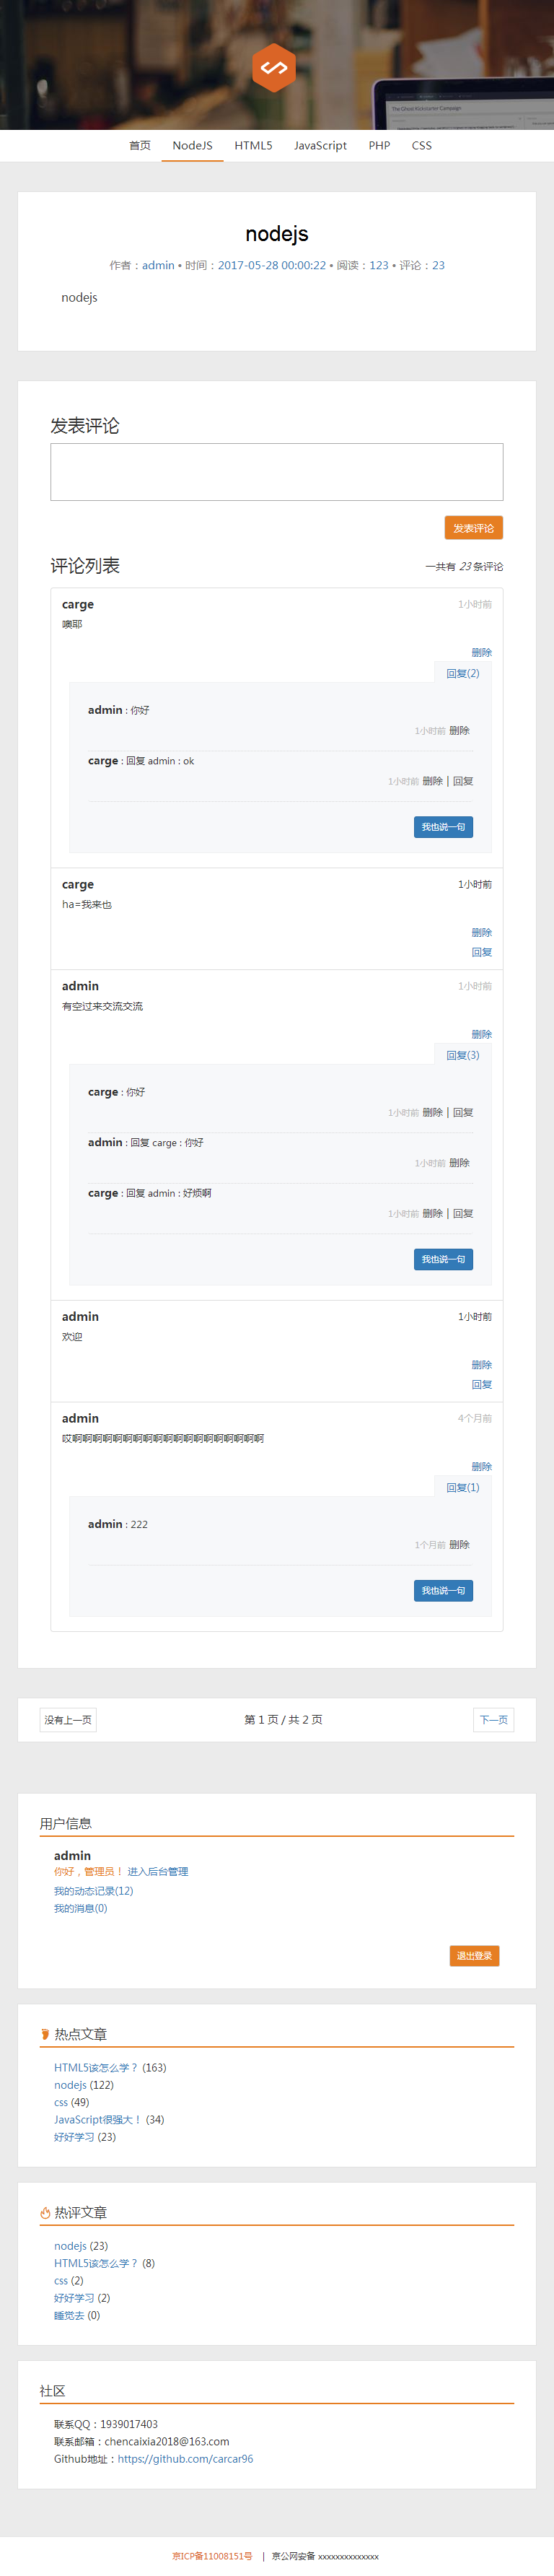 首页 NodeJS HTML5 JavaScript PHP CSS
nodejs
作者：admin • 时间：2017-05-28 00:00:22 • 阅读：123 • 评论：23
nodejs
发表评论
发表评论
评论列表 一共有 23 条评论
carge 1小时前
噢耶
删除
回复(2)
admin : 你好
1小时前 删除
carge : 回复 admin : ok
1小时前 删除 | 回复
我也说一句
carge 1小时前
ha=我来也
删除
回复
admin 1小时前
有空过来交流交流
删除
回复(3)
carge : 你好
1小时前 删除 | 回复
admin : 回复 carge : 你好
1小时前 删除
carge : 回复 admin : 好烦啊
1小时前 删除 | 回复
我也说一句
admin 1小时前
欢迎
删除
回复
admin 4个月前
哎啊啊啊啊啊啊啊啊啊啊啊啊啊啊啊啊啊啊啊
删除
回复(1)
admin : 222
1个月前 删除
我也说一句
没有上一页 第 1 页 / 共 2 页 下一页
用户信息
admin
你好，管理员！ 进入后台管理
我的动态记录(12)
我的消息(0)
退出登录
热点文章
HTML5该怎么学？ (163)
nodejs (122)
css (49)
JavaScript很强大！ (34)
好好学习 (23)
热评文章
nodejs (23)
HTML5该怎么学？ (8)
css (2)
好好学习 (2)
睡觉去 (0)
社区
联系QQ：1939017403
联系邮箱：chencaixia2018@163.com
Github地址：https://github.com/carcar96
京ICP备11008151号 | 京公网安备 xxxxxxxxxxxxxx